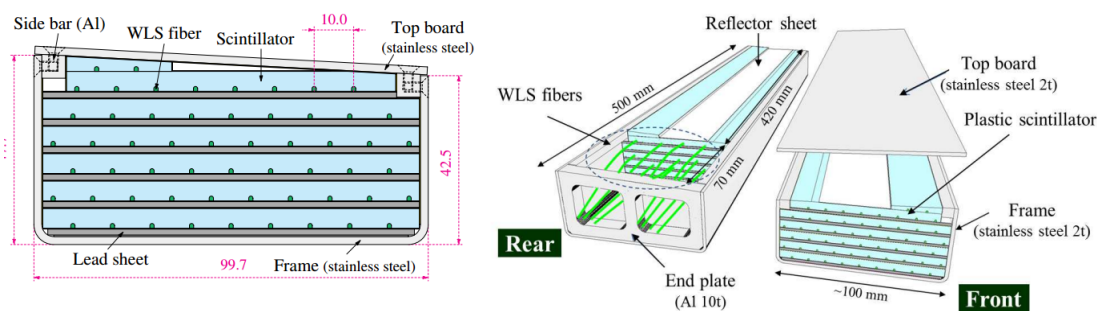 Side bar (Al)
WLS fiber
Scintillator
10.0
Top board
(stainless steel)
42.5
Lead sheet
Frame (stainless steel)
99.7
Reflector sheet
500 mm
WLS fibers
420 mm
70 mm
Rear
End plate
(Al 10t)
Top board
(stainless steel 2t)
Plastic scintillator
Frame
(stainless steel 2t)
~100 mm
Front